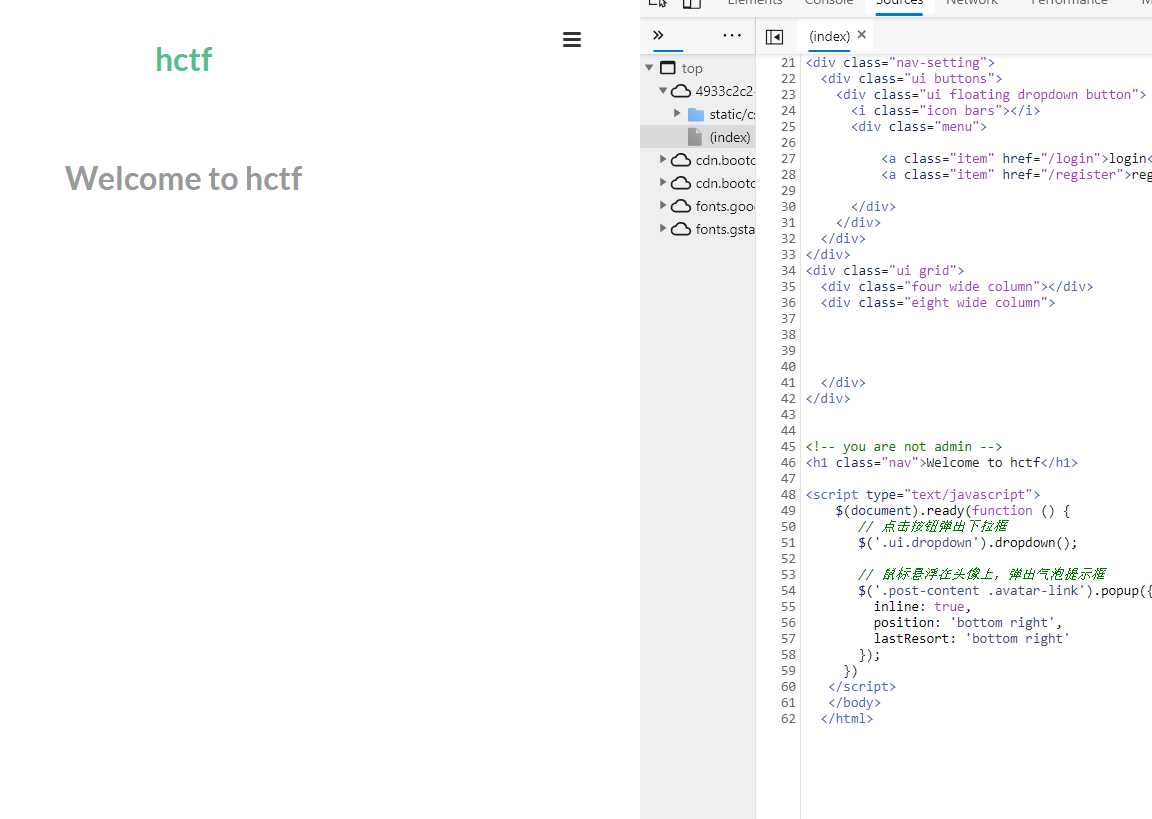 hctf
Welcome to hctf
Elements Console Sources Network Performance
(index)
top
4933c2c2
static/c
(index)
cdn.bootc
cdn.bootc
fonts.goo
fonts.gsta
21 <div class="nav-setting">
22 <div class="ui buttons">
23 <div class="ui floating dropdown button">
24 <i class="icon bars"></i>
25 <div class="menu">
26
27 <a class="item" href="/login">login<
28 <a class="item" href="/register">reg
29
30 </div>
31 </div>
32 </div>
33 </div>
34 <div class="ui grid">
35 <div class="four wide column"></div>
36 <div class="eight wide column">
37
38
39
40
41 </div>
42 </div>
43
44
45 <!-- you are not admin -->
46 <h1 class="nav">Welcome to hctf</h1>
47
48 <script type="text/javascript">
49 $(document).ready(function () {
50 // 点击按钮弹出下拉框
51 $('.ui.dropdown').dropdown();
52
53 // 鼠标悬浮在头像上，弹出气泡提示框
54 $('.post-content .avatar-link').popup({
55 inline: true,
56 position: 'bottom right',
57 lastResort: 'bottom right'
58 });
59 })
60 </script>
61 </body>
62 </html>